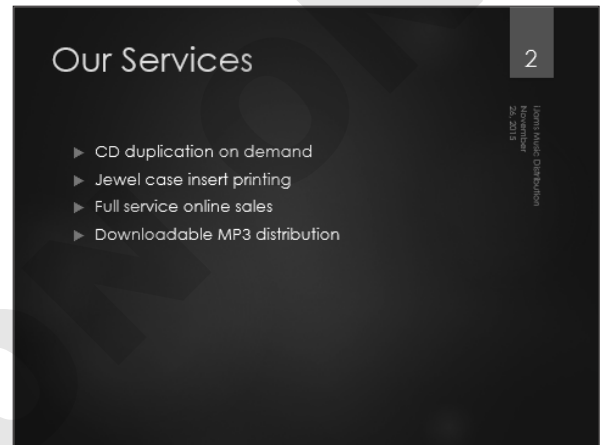 Our Services
2
CD duplication on demand
Jewel case insert printing
Full service online sales
Downloadable MP3 distribution
Music Distribution
November
26, 2015